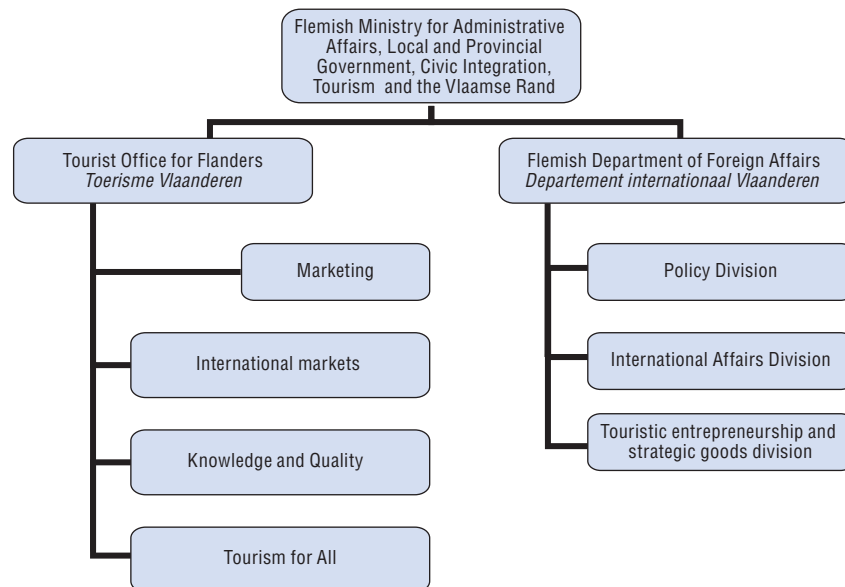 Flemish Ministry for Administrative
Affairs, Local and Provincial
Government, Civic Integration,
Tourism and the Vlaamse Rand
Tourist Office for Flanders
Toerisme Vlaanderen
Flemish Department of Foreign Affairs
Departement internationaal Vlaanderen
Marketing
International markets
Knowledge and Quality
Tourism for All
Policy Division
International Affairs Division
Touristic entrepreneurship and
strategic goods division